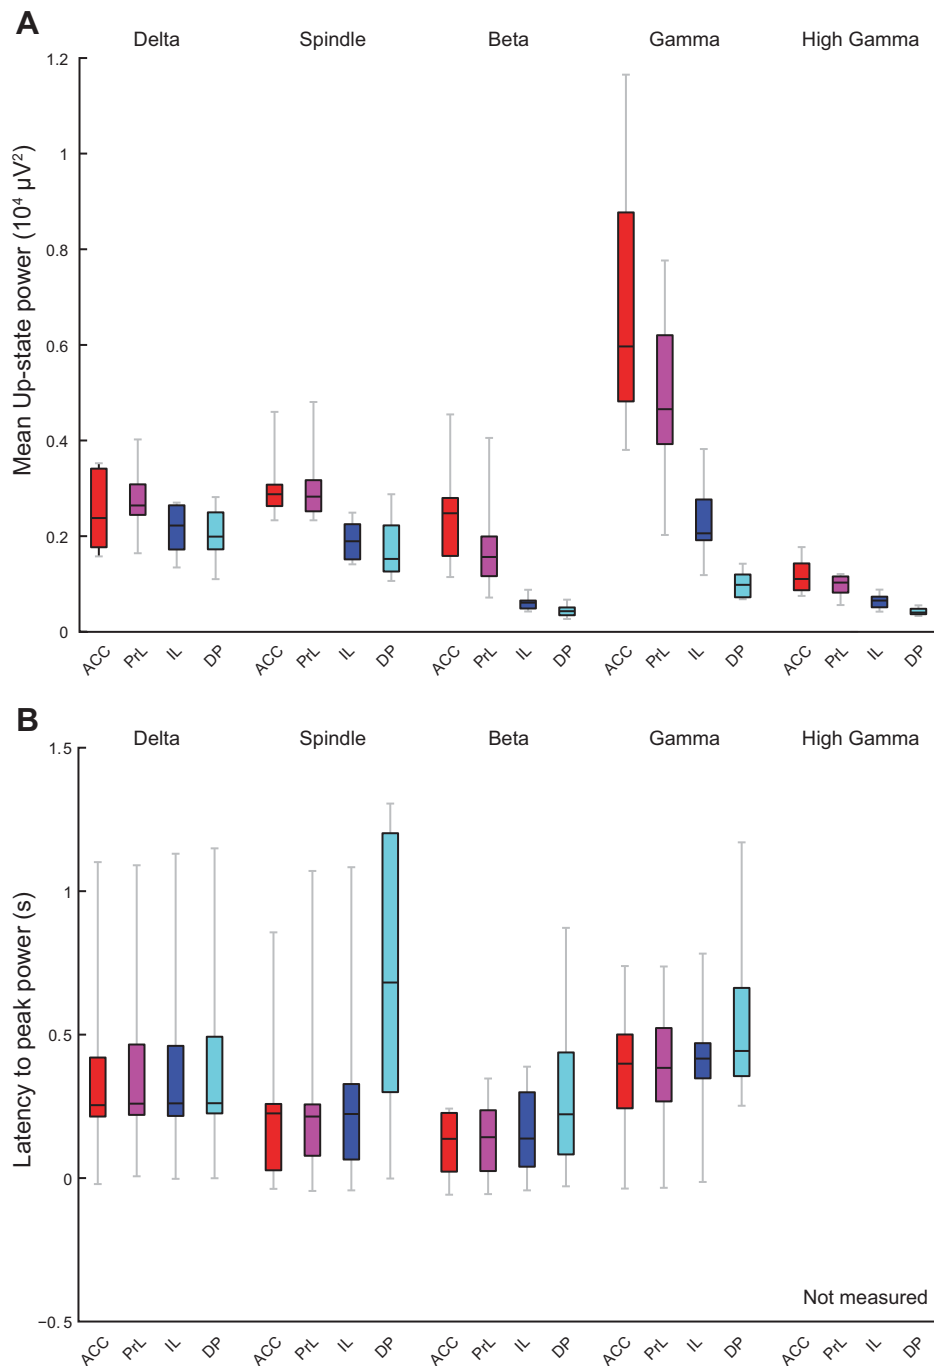 A
Delta Spindle Beta Gamma High Gamma
Mean Up-state power (10⁴ µV²)
1.2
1
0.8
0.6
0.4
0.2
0
ACC PrL IL DP ACC PrL IL DP ACC PrL IL DP ACC PrL IL DP ACC PrL IL DP
B
Delta Spindle Beta Gamma High Gamma
Latency to peak power (s)
1.5
1
0.5
0
−0.5
Not measured
ACC PrL IL DP ACC PrL IL DP ACC PrL IL DP ACC PrL IL DP ACC PrL IL DP